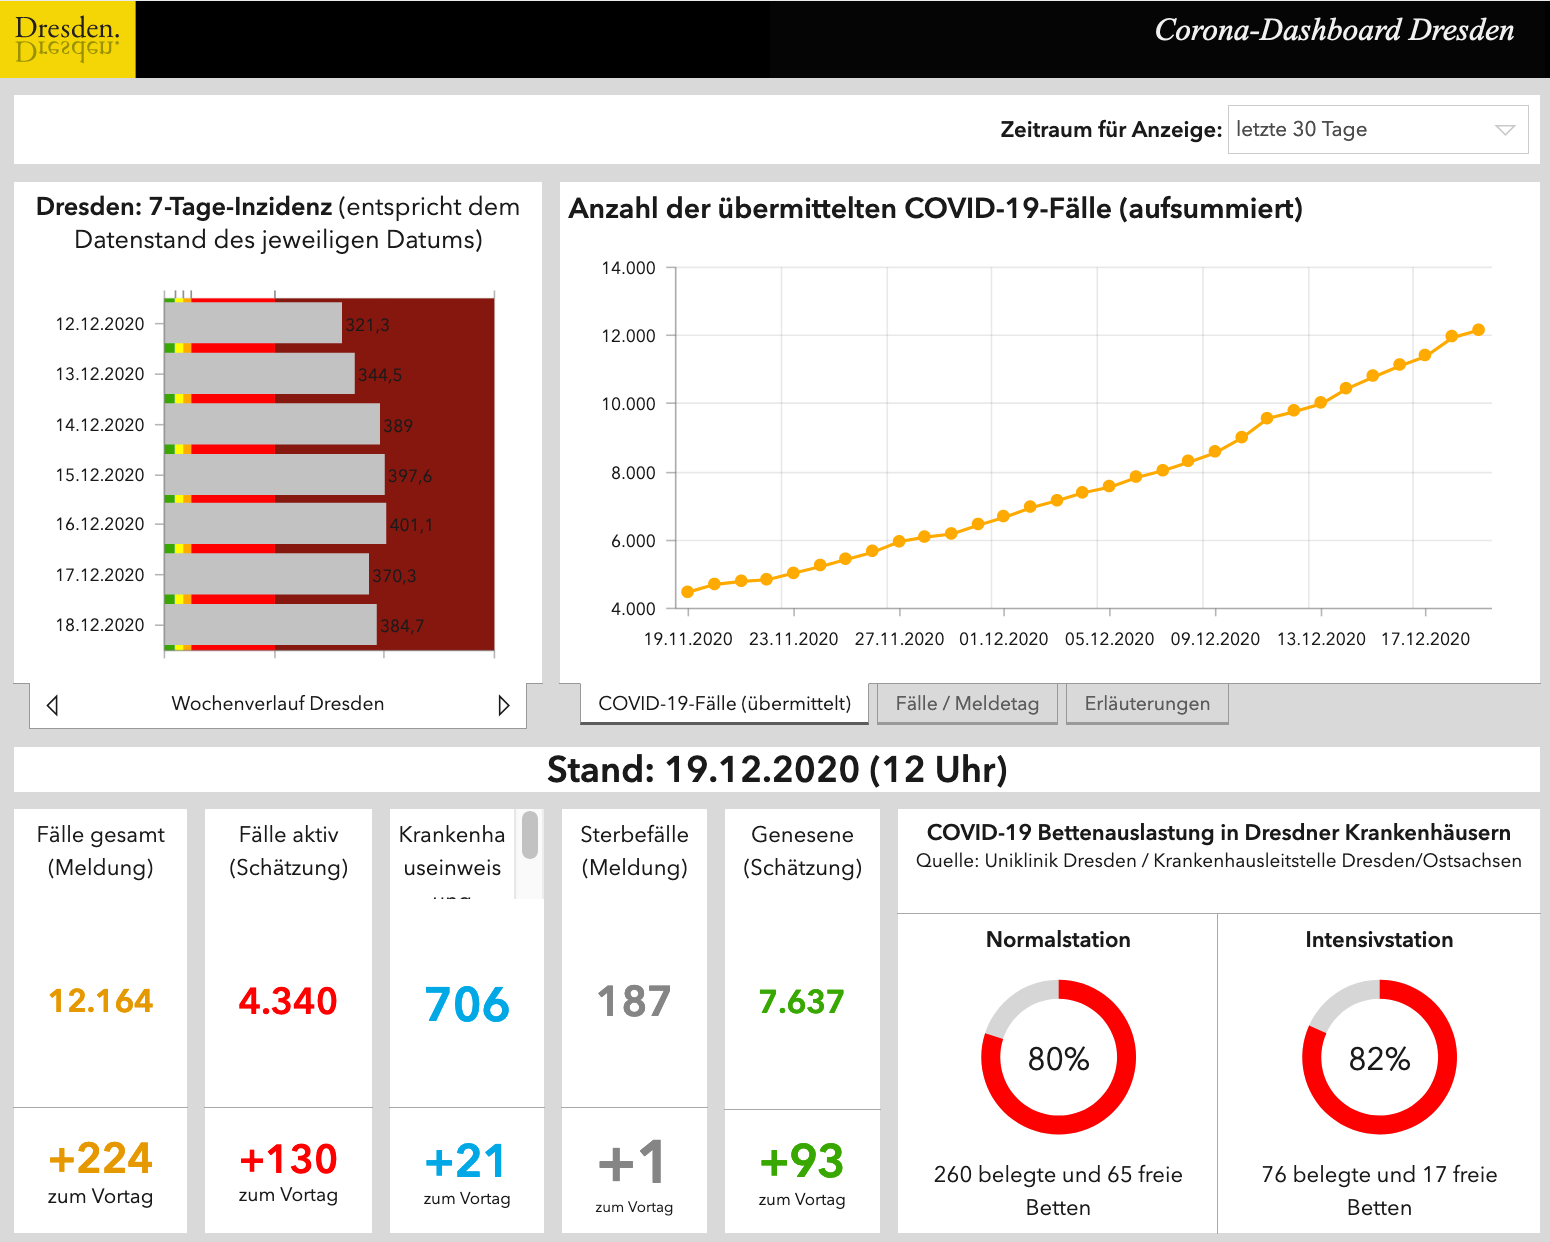 Dresden.
Dresden.
Corona-Dashboard Dresden
Zeitraum für Anzeige:
letzte 30 Tage
Dresden: 7-Tage-Inzidenz (entspricht dem
Datenstand des jeweiligen Datums)
12.12.2020
321,3
13.12.2020
344,5
14.12.2020
389
15.12.2020
397,6
16.12.2020
401,1
17.12.2020
370,3
18.12.2020
384,7
Wochenverlauf Dresden
Anzahl der übermittelten COVID-19-Fälle (aufsummiert)
14.000
12.000
10.000
8.000
6.000
4.000
19.11.2020
23.11.2020
27.11.2020
01.12.2020
05.12.2020
09.12.2020
13.12.2020
17.12.2020
COVID-19-Fälle (übermittelt)
Fälle / Meldetag
Erläuterungen
Stand: 19.12.2020 (12 Uhr)
Fälle gesamt
(Meldung)
12.164
+224
zum Vortag
Fälle aktiv
(Schätzung)
4.340
+130
zum Vortag
Krankenha
useinweis
ung
706
+21
zum Vortag
Sterbefälle
(Meldung)
187
+1
zum Vortag
Genesene
(Schätzung)
7.637
+93
zum Vortag
COVID-19 Bettenauslastung in Dresdner Krankenhäusern
Quelle: Uniklinik Dresden / Krankenhausleitstelle Dresden/Ostsachsen
Normalstation
80%
260 belegte und 65 freie
Betten
Intensivstation
82%
76 belegte und 17 freie
Betten